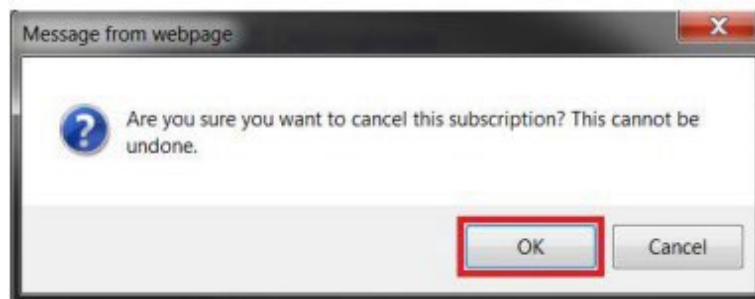 Message from webpage
X
Are you sure you want to cancel this subscription? This cannot be
undone.
OK
Cancel